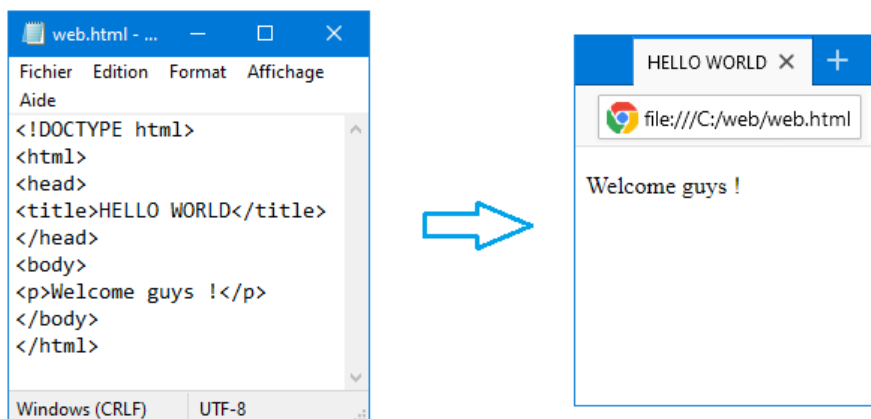 web.html - ...
Fichier Edition Format Affichage
Aide
<!DOCTYPE html>
<html>
<head>
<title>HELLO WORLD</title>
</head>
<body>
<p>Welcome guys !</p>
</body>
</html>
Windows (CRLF) UTF-8
HELLO WORLD
file:///C:/web/web.html
Welcome guys !